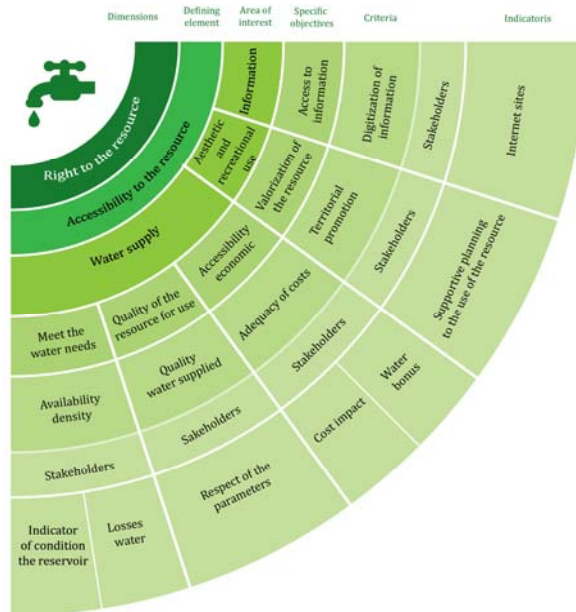 Dimensions
Defining
element
Area of
interest
Specific
objectives
Criteria
Indicatoris
Right to the resource
Accessibility to the resource
Information
Access to
information
Digitization of
information
Stakeholders
Internet sites
Aesthetic
and
recreational
use
Valorization of
the resource
Territorial
promotion
Stakeholders
Supportive planning
to the use of the resource
Water supply
Accessibility
economic
Adequacy of costs
Stakeholders
Cost impact
Water
bonus
Quality of the
resource for use
Quality
water supplied
Sakeholders
Respect of the
parameters
Meet the
water needs
Availability
density
Stakeholders
Indicator
of condition
the reservoir
Losses
water